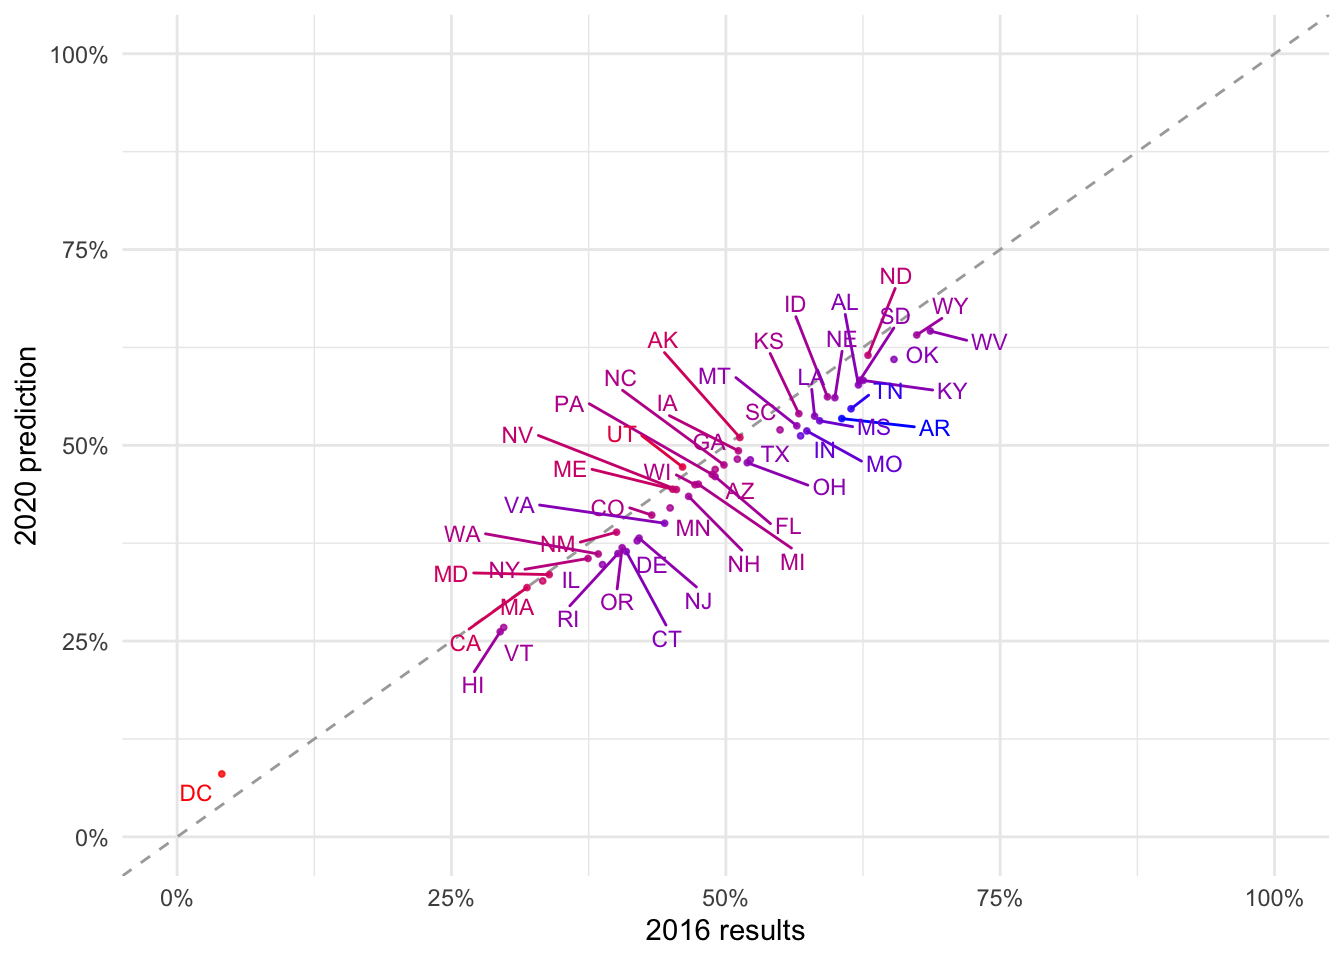 100%
75%
50%
25%
0%
2020 prediction
ND
AL
ID
WY
SD
NE
KS
AK
WV
OK
MT
LA
NC
KY
TN
PA
IA
SC
MS
AR
NV
UT
GA
IN
TX
MO
ME
WI
OH
AZ
VA
CO
MN
FL
WA
NM
NH
MI
MD
NY
IL
DE
MA
OR
NJ
RI
CA
CT
VT
HI
DC
0%
25%
50%
75%
100%
2016 results